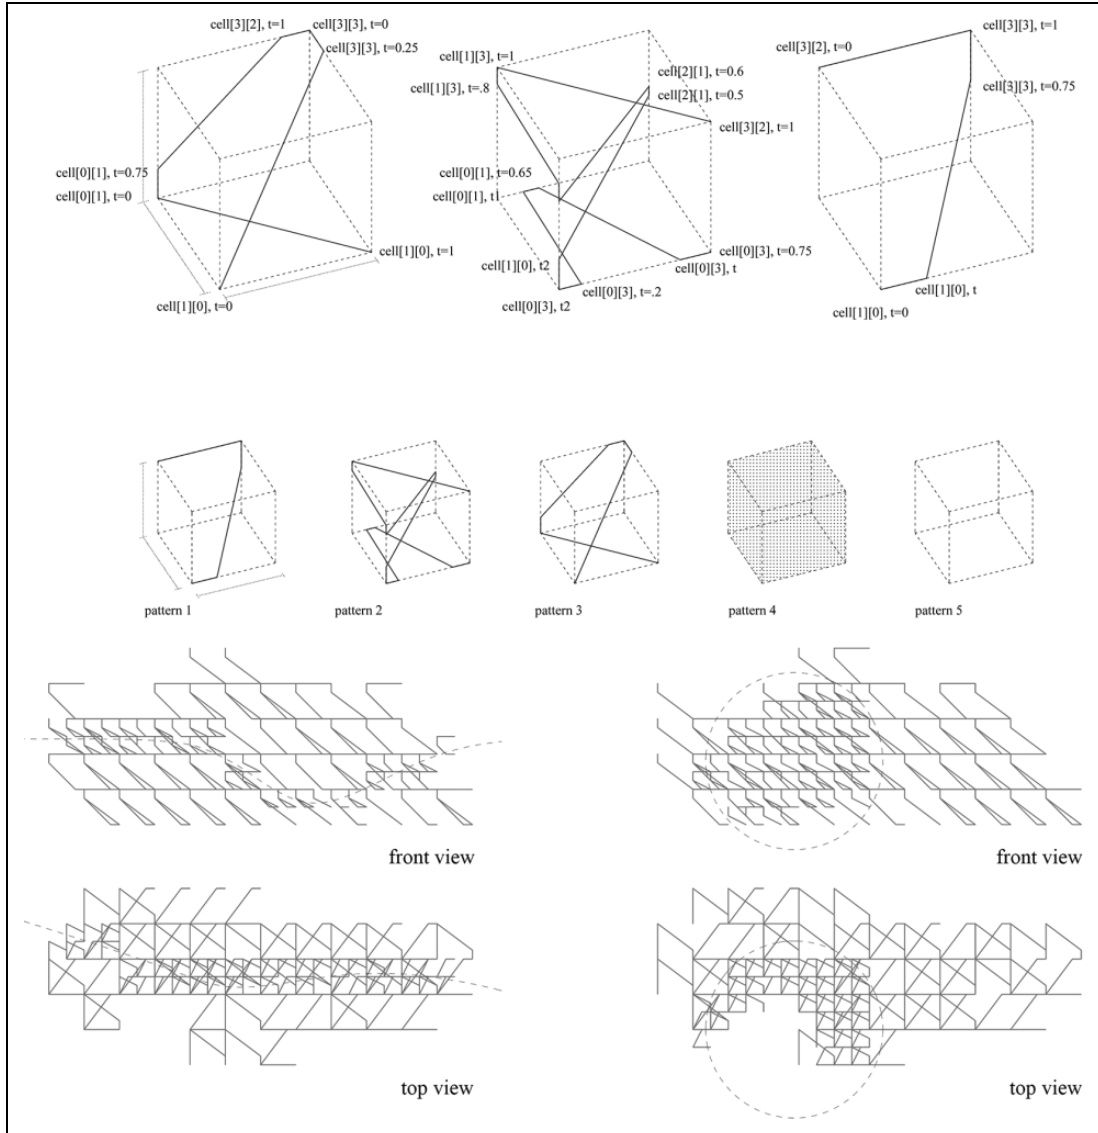 cell[3][2], t=1
cell[3][3], t=0
cell[3][3], t=0.25
cell[0][1], t=0.75
cell[0][1], t=0
cell[1][0], t=1
cell[1][0], t=0
cell[1][3], t=1
cell[1][3], t=.8
cell[2][1], t=0.6
cell[2][1], t=0.5
cell[3][2], t=1
cell[0][1], t=0.65
cell[0][1], t1
cell[0][3], t=0.75
cell[1][0], t2
cell[0][3], t
cell[0][3], t=.2
cell[0][3], t2
cell[3][3], t=1
cell[3][2], t=0
cell[3][3], t=0.75
cell[1][0], t
cell[1][0], t=0
pattern 1
pattern 2
pattern 3
pattern 4
pattern 5
front view
front view
top view
top view